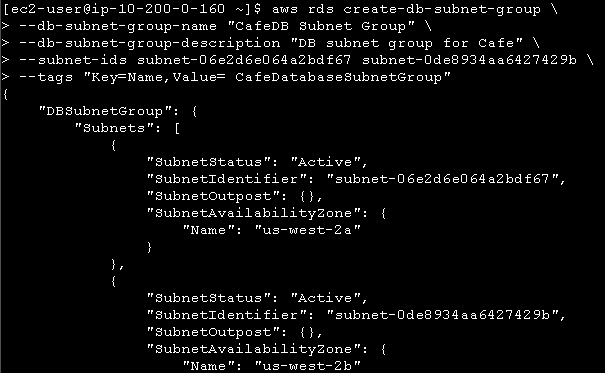 [ec2-user@ip-10-200-0-160 ~]$ aws rds create-db-subnet-group \
> --db-subnet-group-name "CafeDB Subnet Group" \
> --db-subnet-group-description "DB subnet group for Cafe" \
> --subnet-ids subnet-06e2d6e064a2bdf67 subnet-0de8934aa6427429b \
> --tags "Key=Name,Value= CafeDatabaseSubnetGroup"
{
    "DBSubnetGroup": {
        "Subnets": [
            {
                "SubnetStatus": "Active",
                "SubnetIdentifier": "subnet-06e2d6e064a2bdf67",
                "SubnetOutpost": {},
                "SubnetAvailabilityZone": {
                    "Name": "us-west-2a"
                }
            },
            {
                "SubnetStatus": "Active",
                "SubnetIdentifier": "subnet-0de8934aa6427429b",
                "SubnetOutpost": {},
                "SubnetAvailabilityZone": {
                    "Name": "us-west-2b"